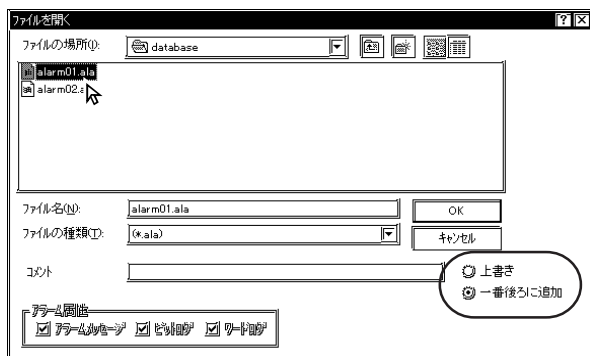 ファイルを開く
ファイルの場所(I):
database
alarm01.ala
alarm02.a
ファイル名(N):
alarm01.ala
OK
ファイルの種類(T):
(*.ala)
キャンセル
コメント
上書き
一番後ろに追加
アラーム属性
アラームメッセージ ビットログ ワードログ